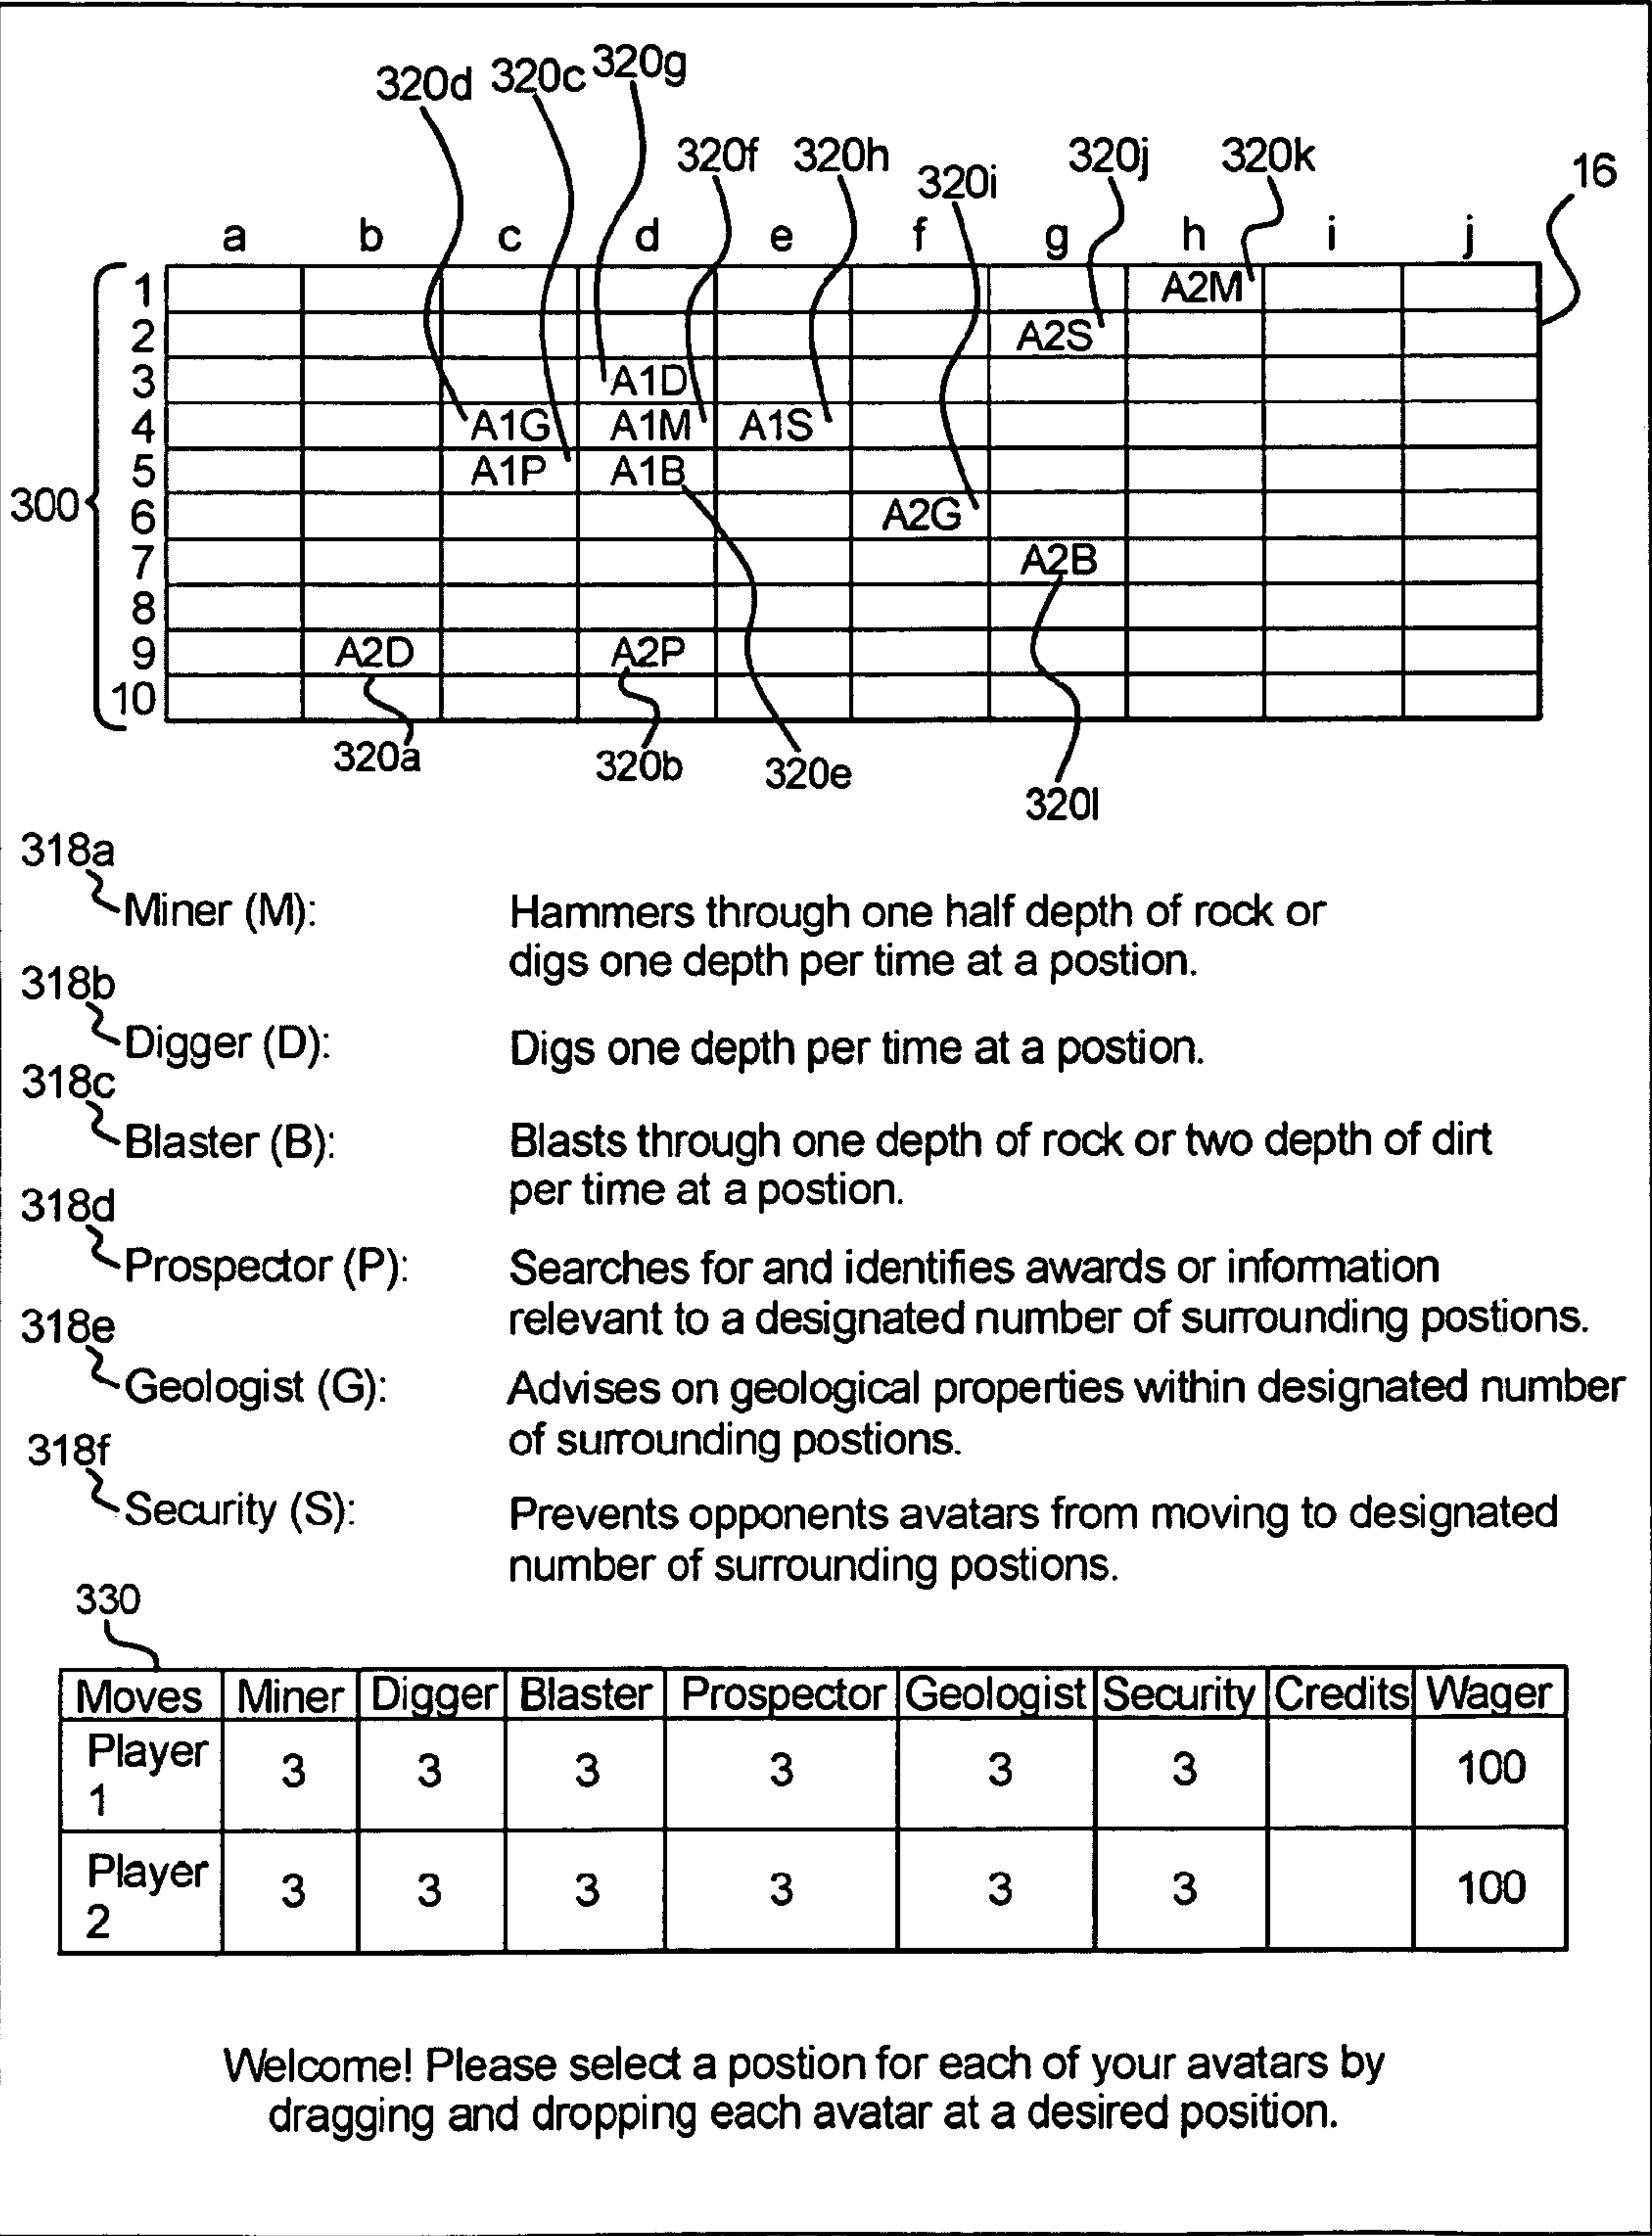 320d 320c 320g
320f 320h 320i 320j 320k 16
a b c d e f g h i j
1 A2M
2 A2S
3 A1D
4 A1G A1M A1S
5 A1P A1B
300
6 A2G
7 A2B
8
9 A2D A2P
10
320a 320b 320e 320l
318a
Miner (M): Hammers through one half depth of rock or
digs one depth per time at a postion.
318b
Digger (D): Digs one depth per time at a postion.
318c
Blaster (B): Blasts through one depth of rock or two depth of dirt
per time at a postion.
318d
Prospector (P): Searches for and identifies awards or information
relevant to a designated number of surrounding postions.
318e
Geologist (G): Advises on geological properties within designated number
of surrounding postions.
318f
Security (S): Prevents opponents avatars from moving to designated
number of surrounding postions.
330
Moves Miner Digger Blaster Prospector Geologist Security Credits Wager
Player
1 3 3 3 3 3 3 100
Player
2 3 3 3 3 3 3 100
Welcome! Please select a postion for each of your avatars by
dragging and dropping each avatar at a desired position.